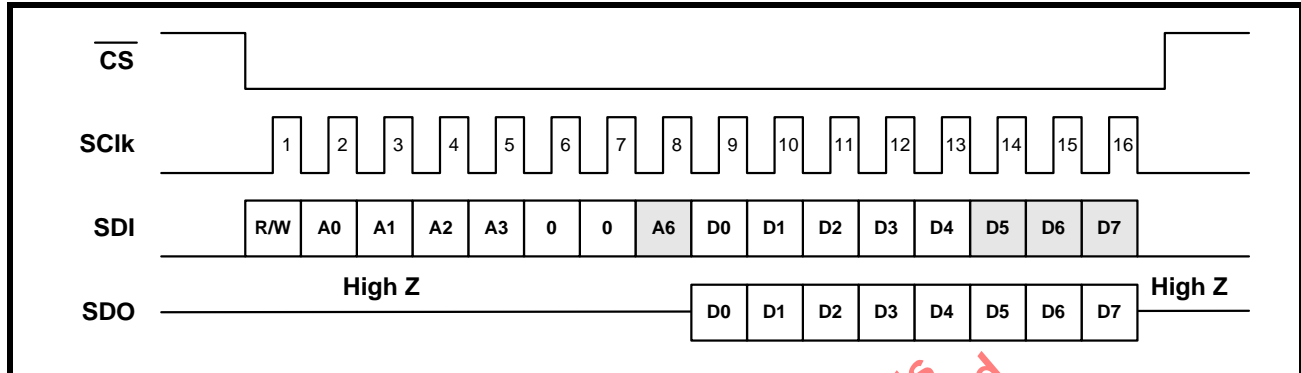 CS
SClk 1 2 3 4 5 6 7 8 9 10 11 12 13 14 15 16
SDI R/W A0 A1 A2 A3 0 0 A6 D0 D1 D2 D3 D4 D5 D6 D7
High Z High Z
SDO D0 D1 D2 D3 D4 D5 D6 D7